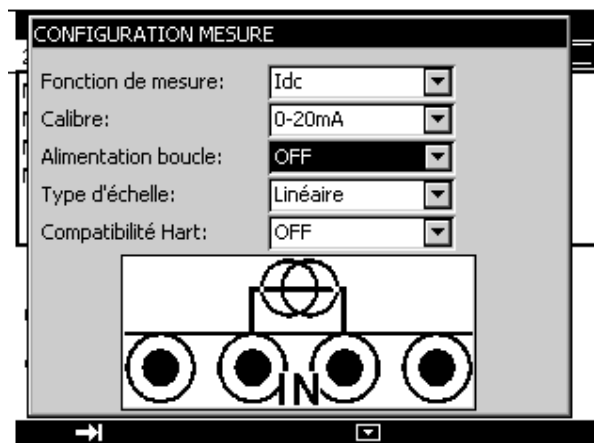 CONFIGURATION MESURE
Fonction de mesure: Idc
Calibre: 0-20mA
Alimentation boucle: OFF
Type d'échelle: Linéaire
Compatibilité Hart: OFF
IN